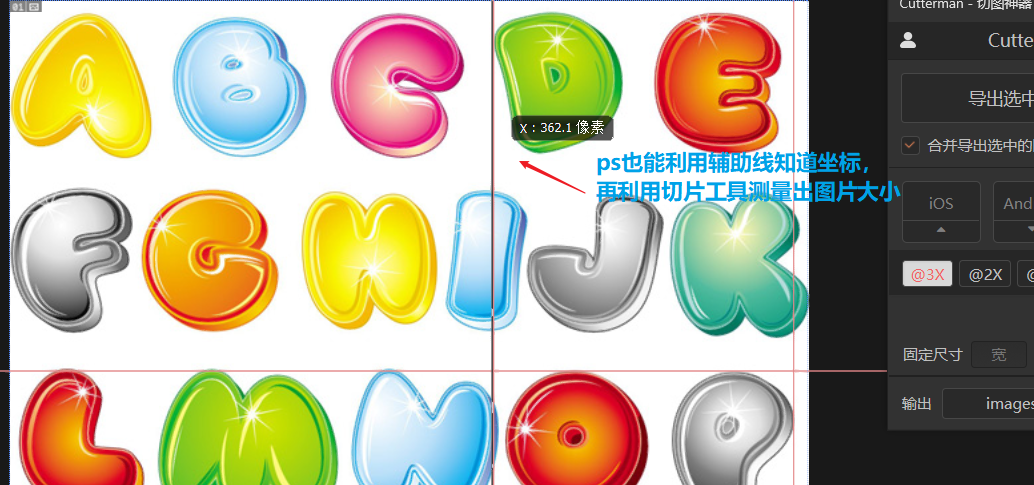 01
Cutterman - 切图神器
A B C D E
X：362.1 像素
ps也能利用辅助线知道坐标，
再利用切片工具测量出图片大小
F G H I J K
L M N O P
Cutte
导出选中
合并导出选中的
iOS
And
@3X
@2X
固定尺寸
宽
输出
images